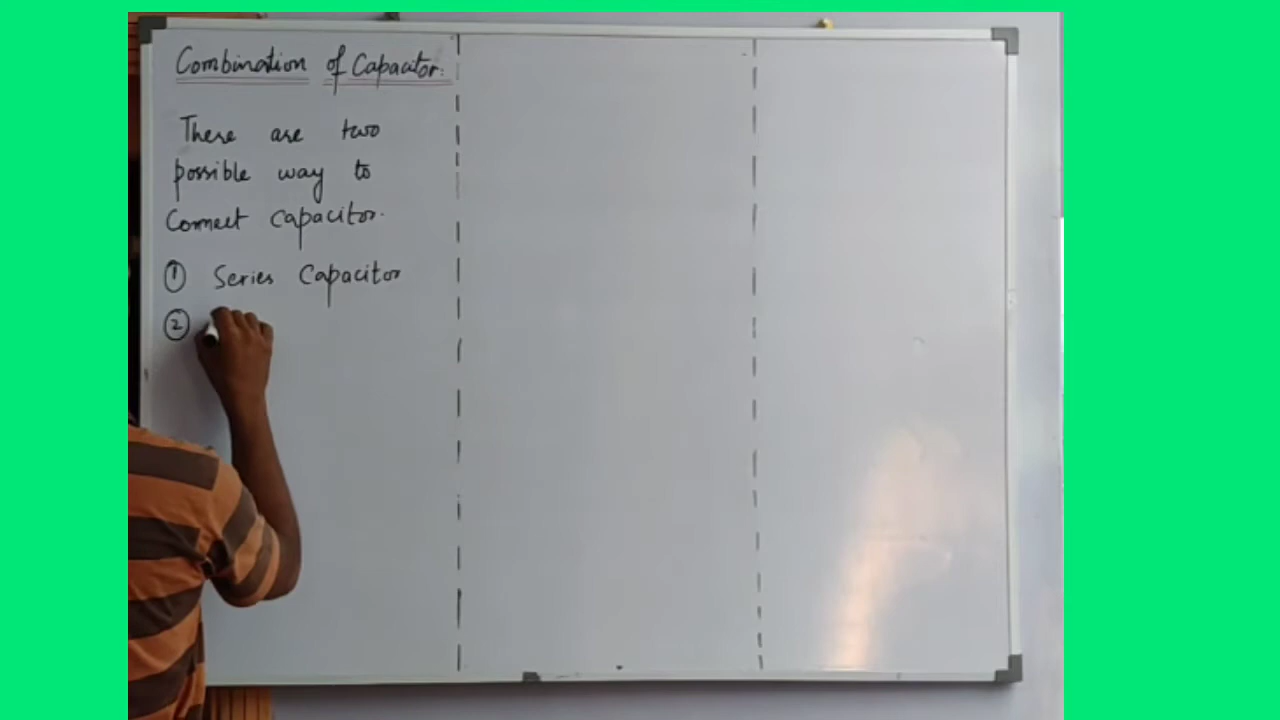 Combination of Capacitor.
There are two
possible way to
Connect Capacitor.
① Series Capacitor
②